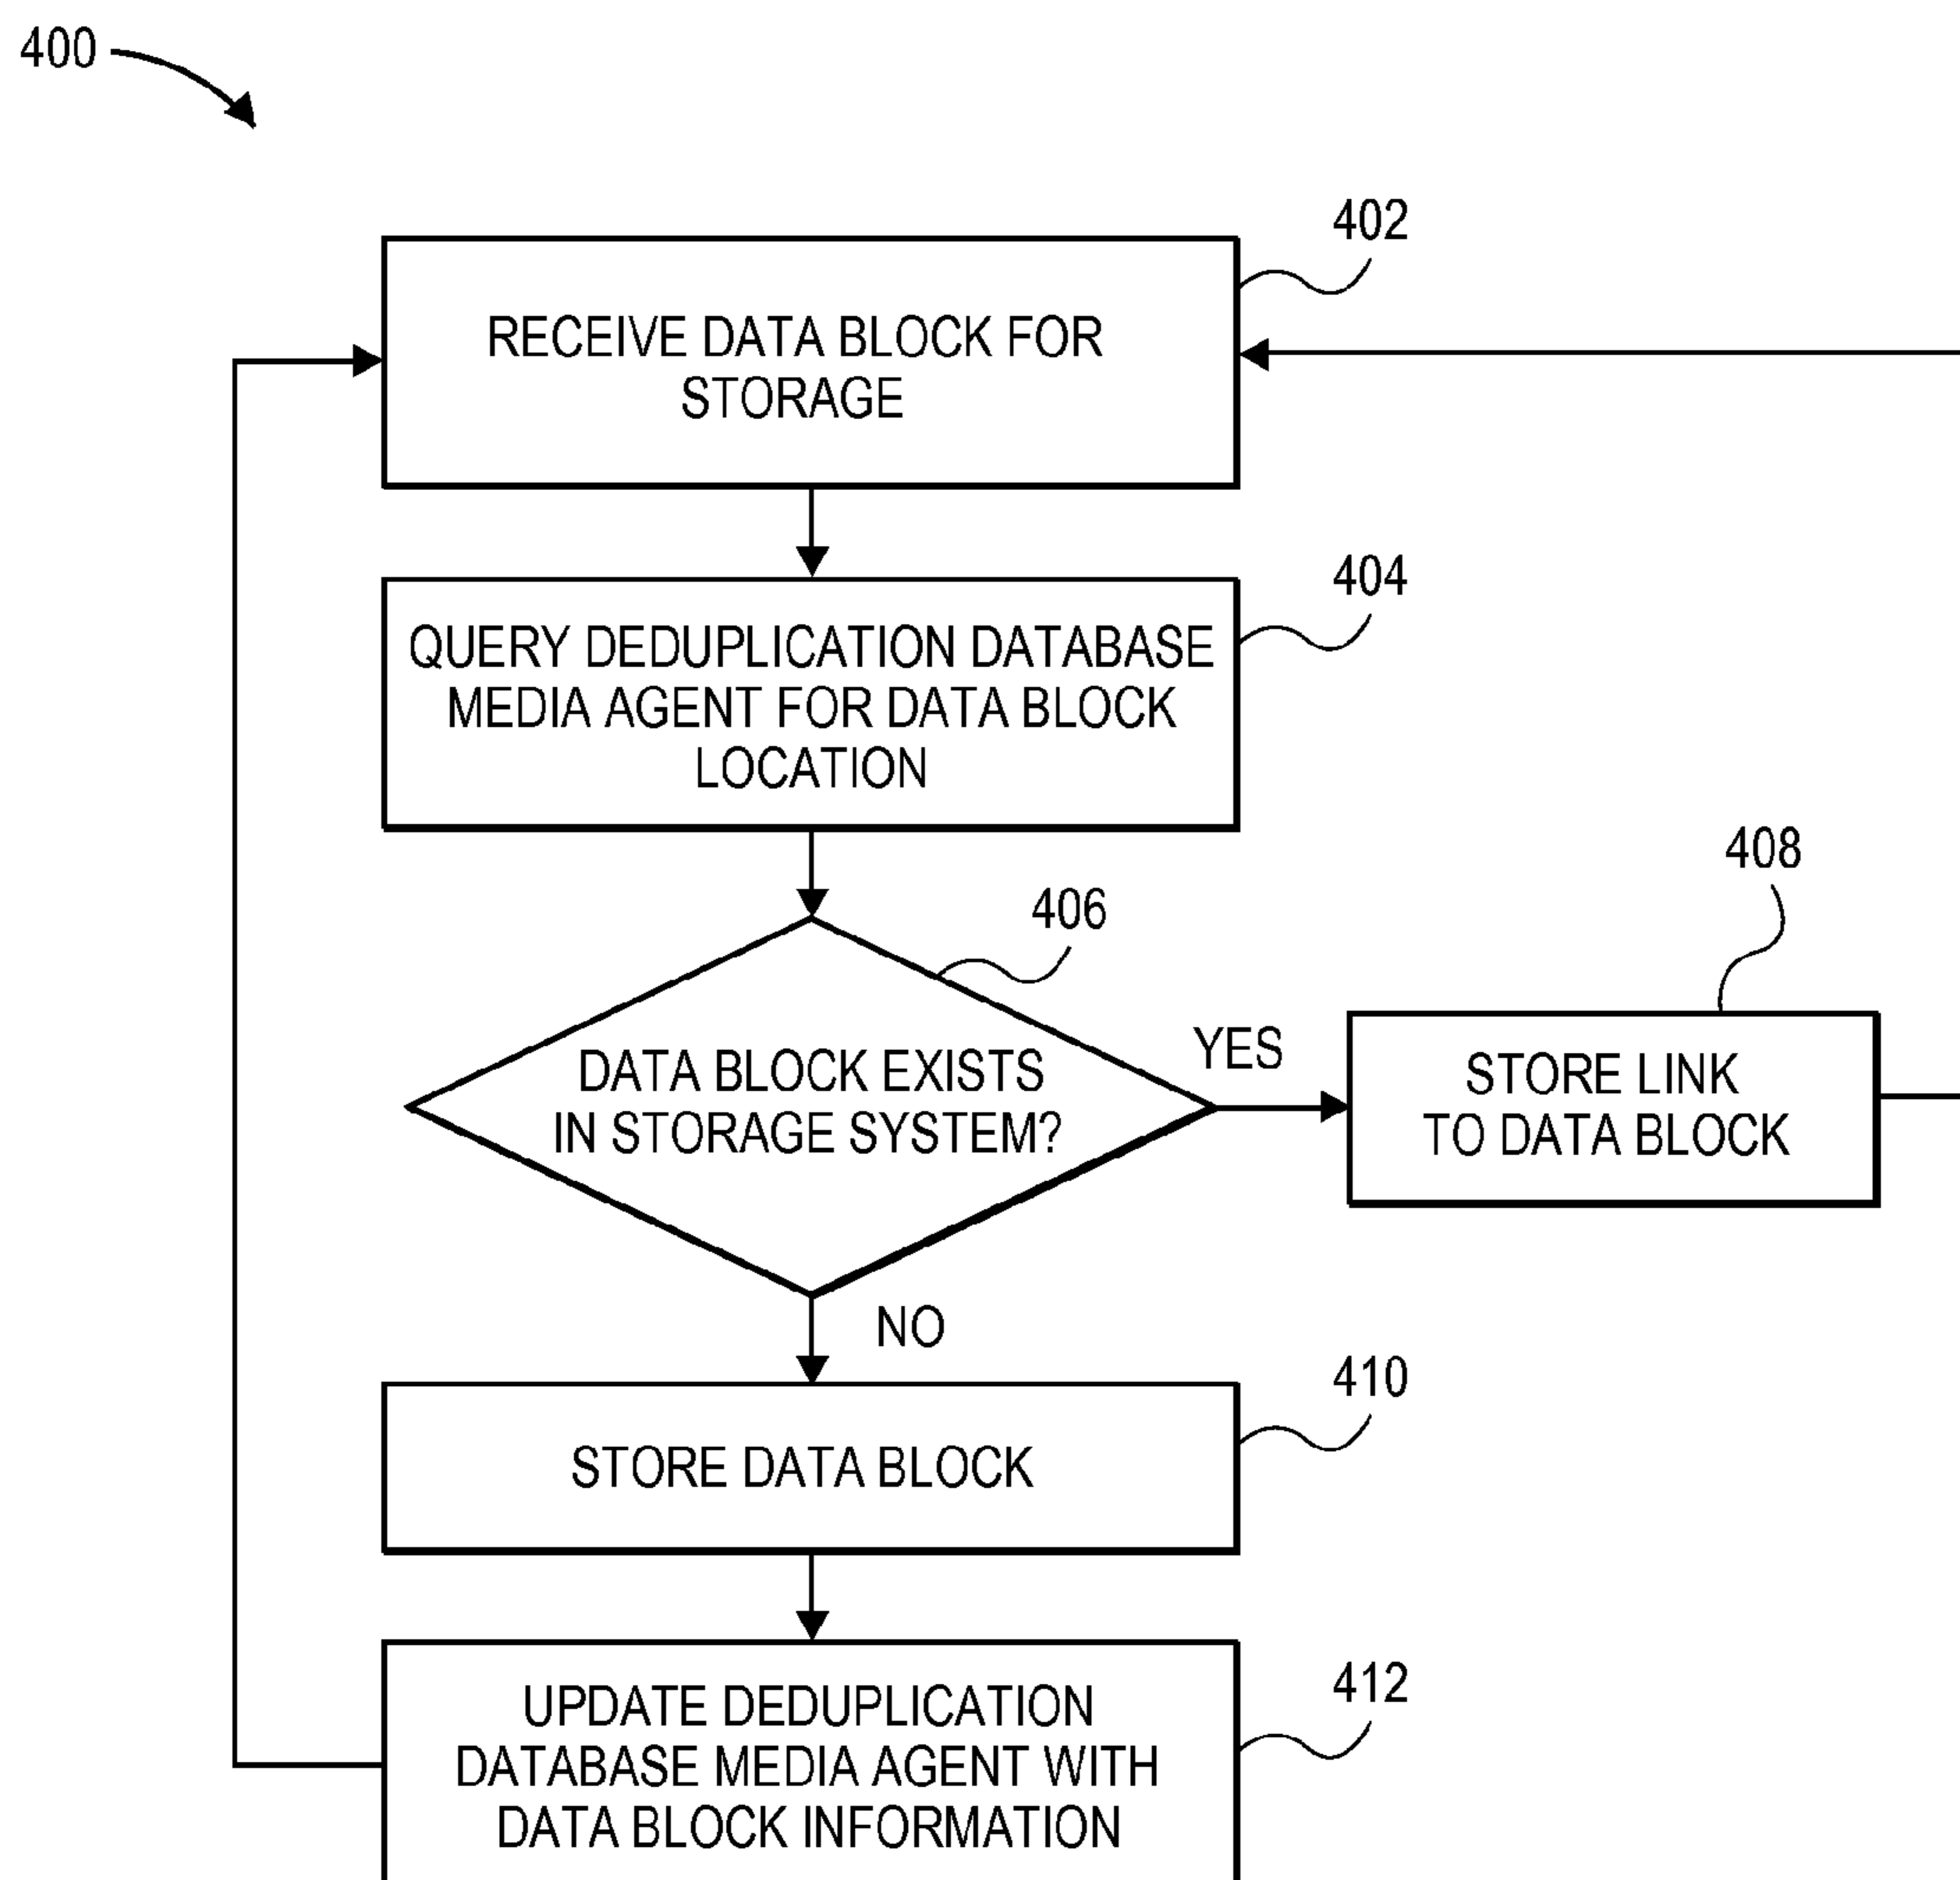 400
402
RECEIVE DATA BLOCK FOR
STORAGE
404
QUERY DEDUPLICATION DATABASE
MEDIA AGENT FOR DATA BLOCK
LOCATION
406
DATA BLOCK EXISTS
IN STORAGE SYSTEM?
YES
408
STORE LINK
TO DATA BLOCK
NO
410
STORE DATA BLOCK
412
UPDATE DEDUPLICATION
DATABASE MEDIA AGENT WITH
DATA BLOCK INFORMATION